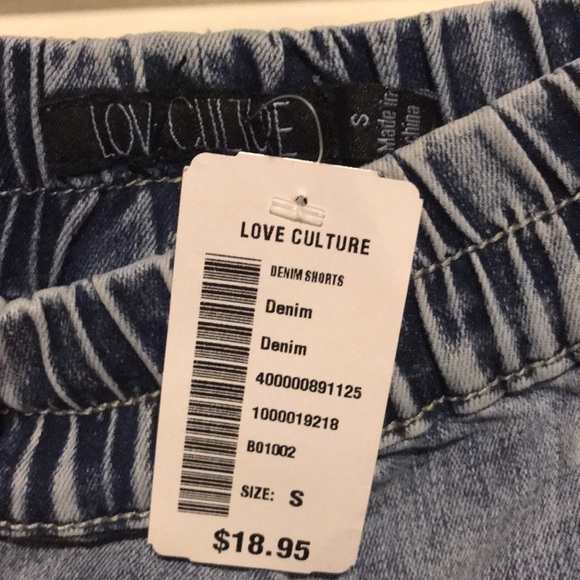 LOVE CULTURE
S
Made in
China
LOVE CULTURE
DENIM SHORTS
Denim
Denim
400000891125
1000019218
B01002
SIZE: S
$18.95